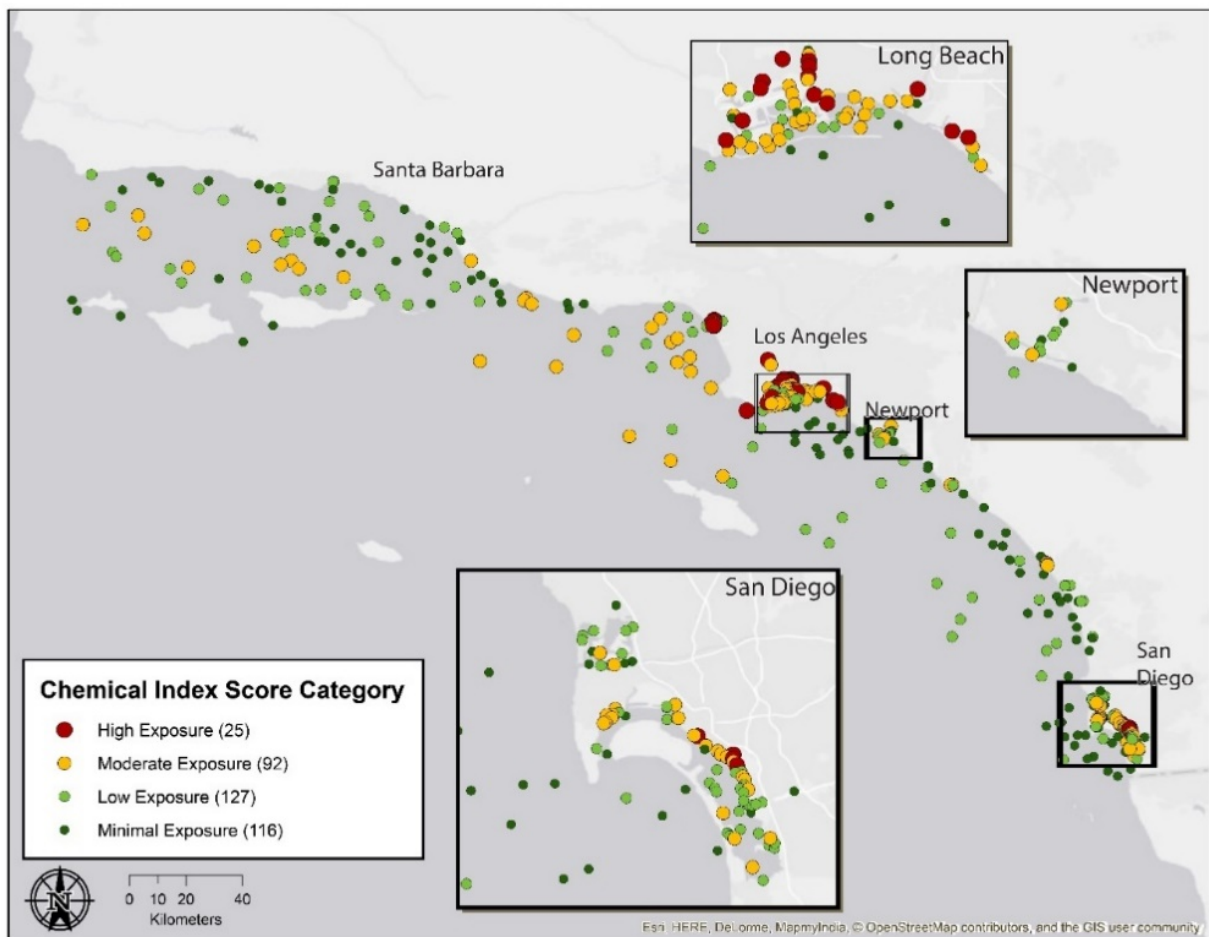 Long Beach
Santa Barbara
Newport
Los Angeles
Newport
San Diego
San
Diego
Chemical Index Score Category
High Exposure (25)
Moderate Exposure (92)
Low Exposure (127)
Minimal Exposure (116)
N
0 10 20 40
Kilometers
Esri, HERE, DeLorme, MapmyIndia, © OpenStreetMap contributors, and the GIS user community